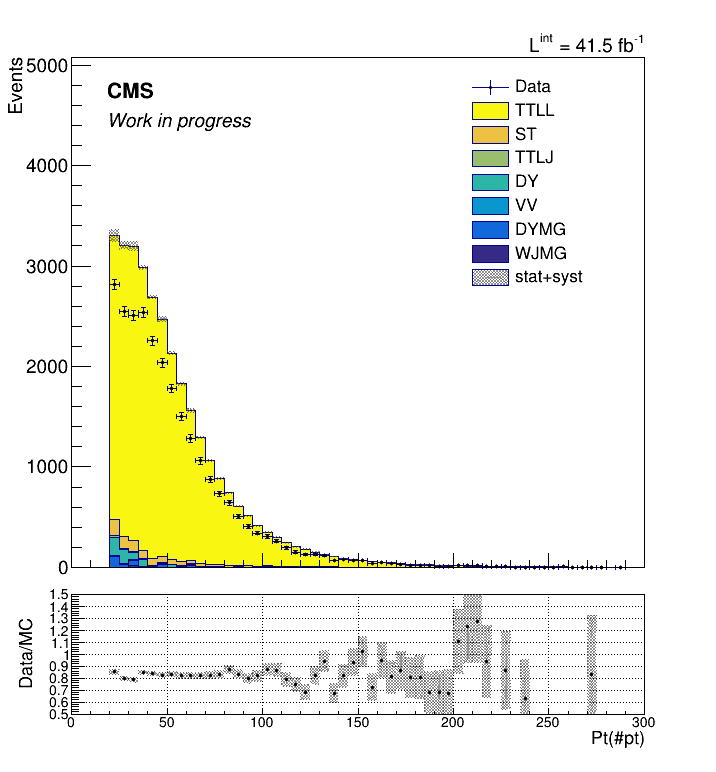 L^int = 41.5 fb^-1
Events
5000
4000
3000
2000
1000
0
CMS
Work in progress
Data
TTLL
ST
TTLJ
DY
VV
DYMG
WJMG
stat+syst
Data/MC
1.5
1.4
1.3
1.2
1.1
1
0.9
0.8
0.7
0.6
0.5
0 50 100 150 200 250 300
Pt(#pt)